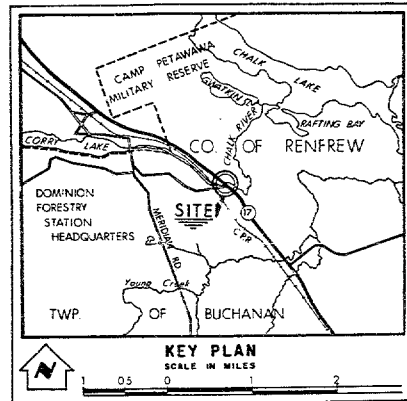 CAMP PETAWAWA
MILITARY RESERVE
CHALK
LAKE
GWATKINS L
CHALK RIVER
RAFTING BAY
CORRY
LAKE
CO. OF RENFREW
DOMINION
FORESTRY
STATION
HEADQUARTERS
MERIDIAN RD
SITE
17
C.P.R.
Young Creek
TWP. OF BUCHANAN
KEY PLAN
SCALE IN MILES
N
1 0.5 0 1 2